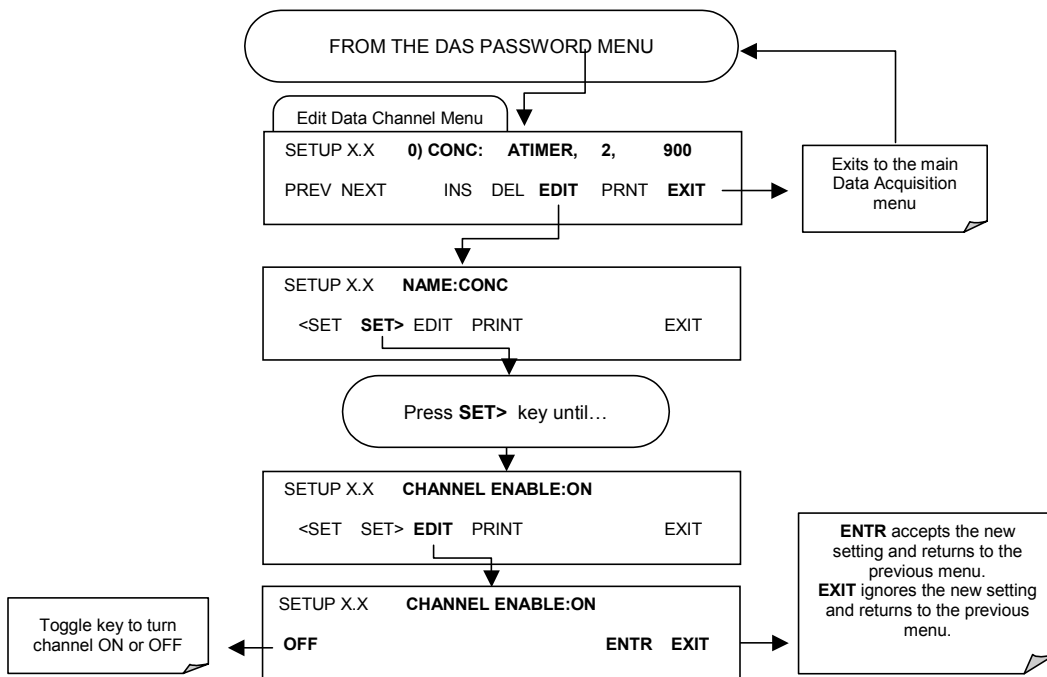 FROM THE DAS PASSWORD MENU
Edit Data Channel Menu
SETUP X.X 0) CONC: ATIMER, 2, 900
PREV NEXT INS DEL EDIT PRNT EXIT
Exits to the main
Data Acquisition
menu
SETUP X.X NAME:CONC
<SET SET> EDIT PRINT EXIT
Press SET> key until…
SETUP X.X CHANNEL ENABLE:ON
<SET SET> EDIT PRINT EXIT
SETUP X.X CHANNEL ENABLE:ON
OFF ENTR EXIT
Toggle key to turn
channel ON or OFF
ENTR accepts the new
setting and returns to the
previous menu.
EXIT ignores the new setting
and returns to the previous
menu.